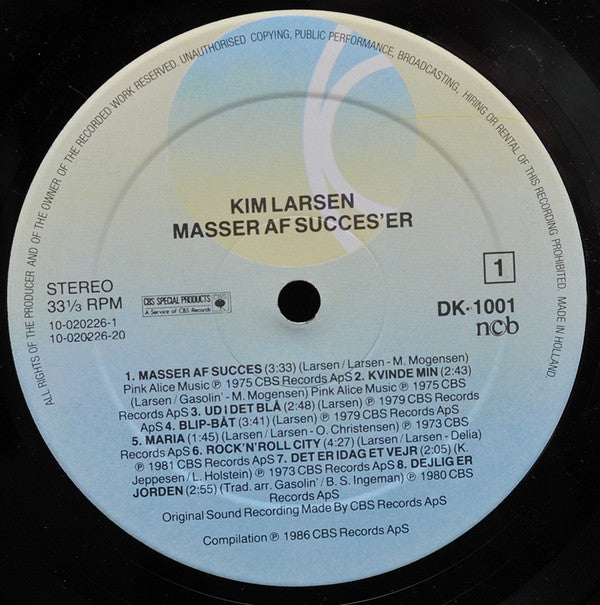 ALL RIGHTS OF THE PRODUCER AND OF THE OWNER OF THE RECORDED WORK RESERVED. UNAUTHORISED COPYING, PUBLIC PERFORMANCE, BROADCASTING, HIRING OR RENTAL OF THIS RECORDING PROHIBITED. MADE IN HOLLAND
KIM LARSEN
MASSER AF SUCCES'ER
STEREO
33⅓ RPM
10-020226-1
10-020226-20
CBS SPECIAL PRODUCTS
A Service of CBS Records
CBS
1
DK-1001
ncb
1. MASSER AF SUCCES (3:33) (Larsen / Larsen - M. Mogensen)
Pink Alice Music ℗ 1975 CBS Records ApS 2. KVINDE MIN (2:43)
(Larsen / Gasolin' - M. Mogensen) Pink Alice Music ℗ 1975 CBS
Records ApS 3. UD I DET BLÅ (2:48) (Larsen) ℗ 1979 CBS Records
ApS 4. BLIP-BÅT (3:41) (Larsen / Larsen) ℗ 1979 CBS Records ApS
5. MARIA (1:45) (Larsen / Larsen - O. Christensen) ℗ 1973 CBS
Records ApS 6. ROCK'N'ROLL CITY (4:27) (Larsen / Larsen - Delia)
℗ 1981 CBS Records ApS 7. DET ER IDAG ET VEJR (2:05) (K.
Jeppesen / L. Holstein) ℗ 1973 CBS Records ApS 8. DEJLIG ER
JORDEN (2:55) (Trad. arr. Gasolin' / B. S. Ingeman) ℗ 1980 CBS
Records ApS
Original Sound Recording Made By CBS Records ApS
Compilation ℗ 1986 CBS Records ApS